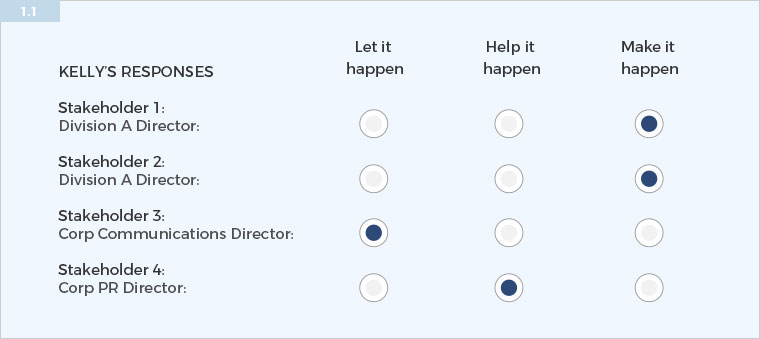 1.1
Let it happen
Help it happen
Make it happen
KELLY'S RESPONSES
Stakeholder 1:
Division A Director:
Stakeholder 2:
Division A Director:
Stakeholder 3:
Corp Communications Director:
Stakeholder 4:
Corp PR Director: